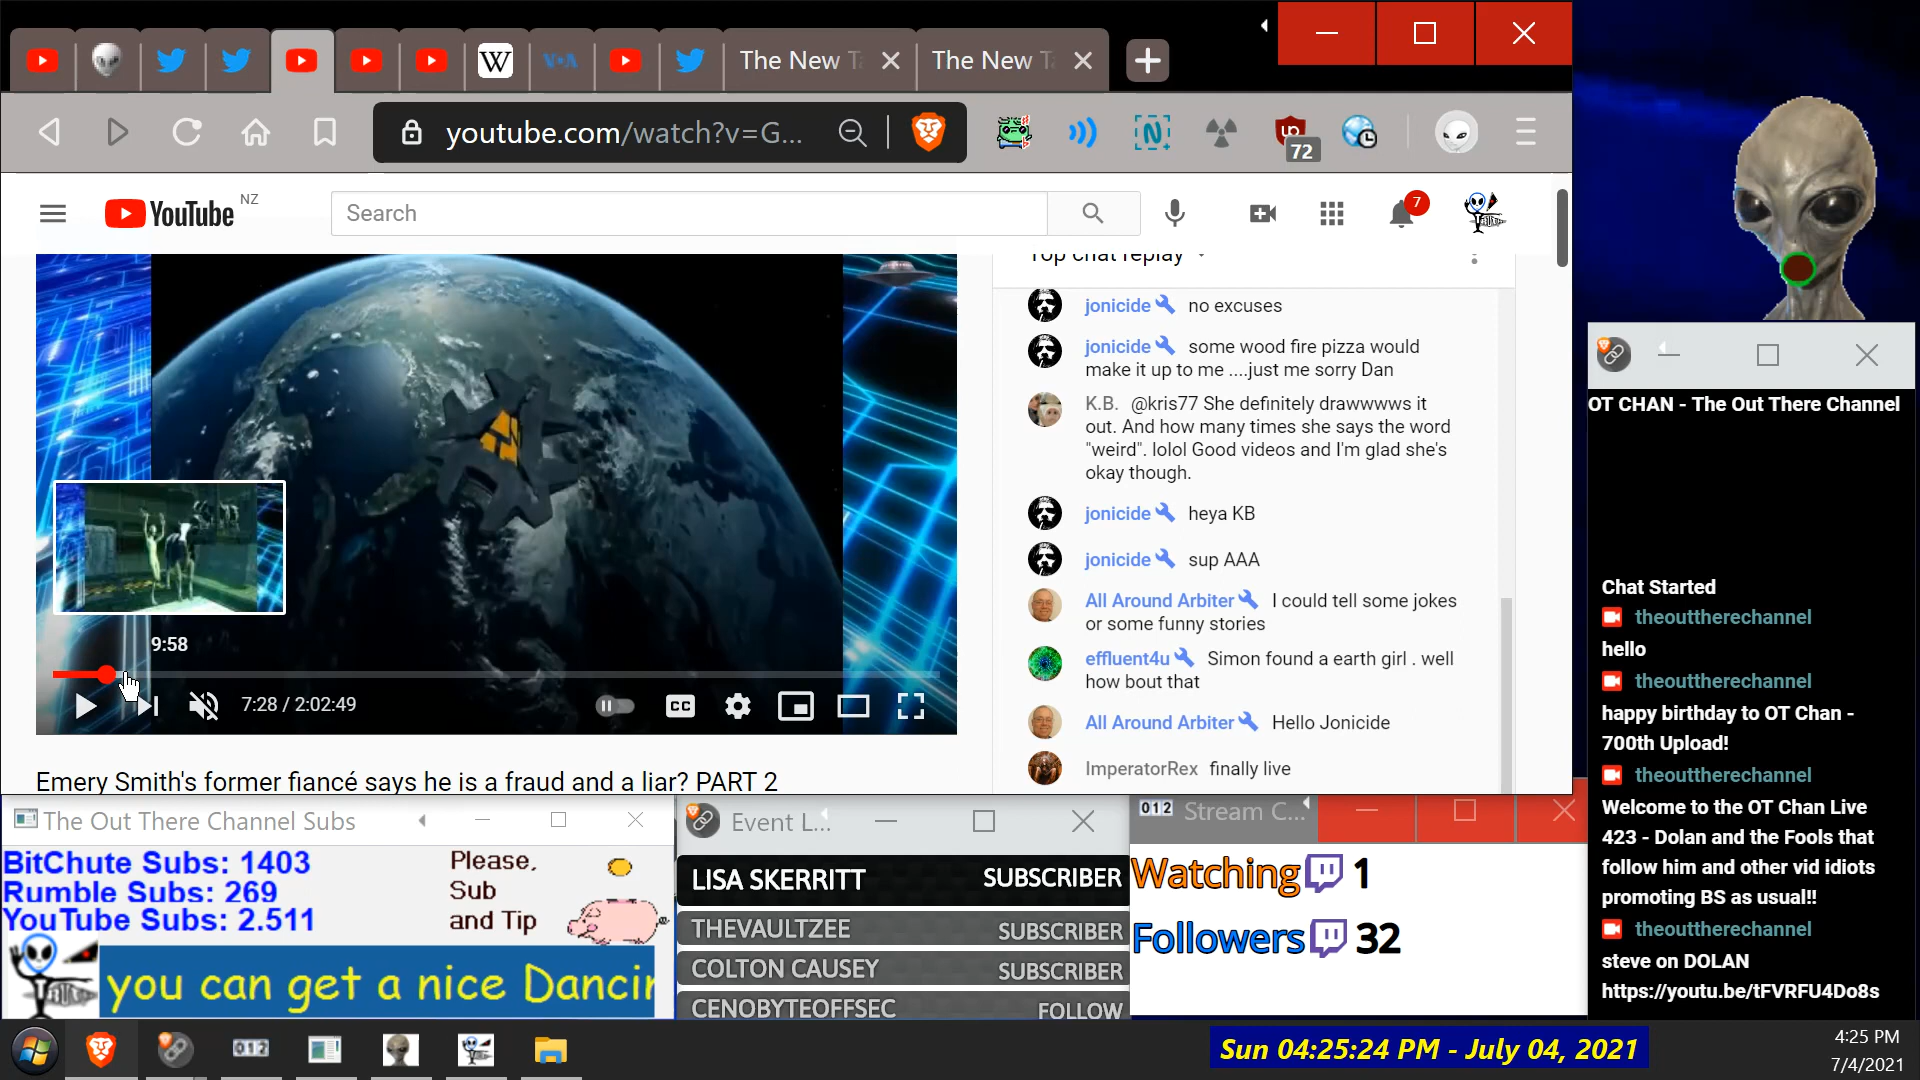 The New Ta
The New Ta
youtube.com/watch?v=G...
72
YouTube NZ
Search
7
Top chat replay
jonicide no excuses
jonicide some wood fire pizza would
make it up to me ....just me sorry Dan
K.B. @kris77 She definitely drawwwws it
out. And how many times she says the word
"weird". lolol Good videos and I'm glad she's
okay though.
jonicide heya KB
jonicide sup AAA
All Around Arbiter I could tell some jokes
or some funny stories
effluent4u Simon found a earth girl . well
how bout that
All Around Arbiter Hello Jonicide
ImperatorRex finally live
9:58
7:28 / 2:02:49
CC
Emery Smith's former fiancé says he is a fraud and a liar? PART 2
OT CHAN - The Out There Channel
Chat Started
theouttherechannel
hello
theouttherechannel
happy birthday to OT Chan -
700th Upload!
theouttherechannel
Welcome to the OT Chan Live
423 - Dolan and the Fools that
follow him and other vid idiots
promoting BS as usual!!
theouttherechannel
steve on DOLAN
https://youtu.be/tFVRFU4Do8s
The Out There Channel Subs
BitChute Subs: 1403
Rumble Subs: 269
YouTube Subs: 2.511
Please,
Sub
and Tip
you can get a nice Dancin
Event L...
LISA SKERRITT SUBSCRIBER
THEVAULTZEE SUBSCRIBER
COLTON CAUSEY SUBSCRIBER
CENOBYTEOFFSEC FOLLOW
012 Stream C...
Watching 1
Followers 32
012
Sun 04:25:24 PM - July 04, 2021
4:25 PM
7/4/2021